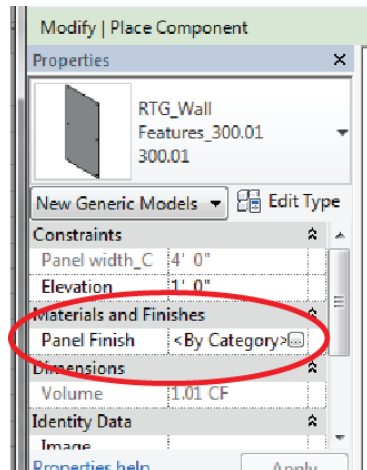 Modify | Place Component
Properties
RTG_Wall
Features_300.01
300.01
New Generic Models Edit Type
Constraints
Panel width_C 4' 0"
Elevation 1' 0"
Materials and Finishes
Panel Finish <By Category>
Dimensions
Volume 1.01 CF
Identity Data
Image
Properties help Apply